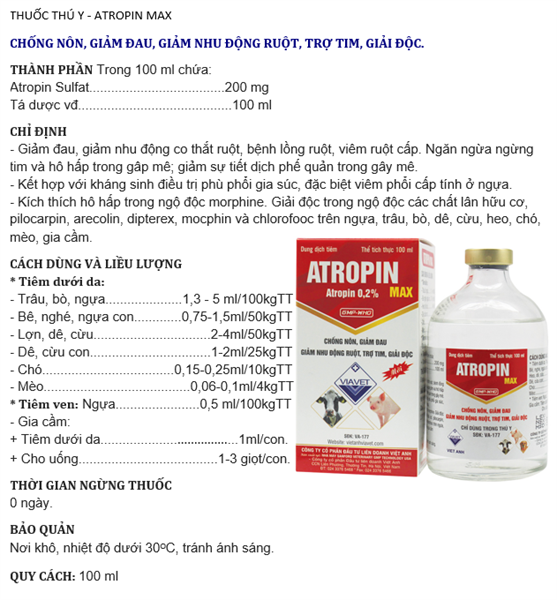 THUỐC THÚ Y - ATROPIN MAX
CHỐNG NÔN, GIẢM ĐAU, GIẢM NHU ĐỘNG RUỘT, TRỢ TIM, GIẢI ĐỘC.
THÀNH PHẦN Trong 100 ml chứa:
Atropin Sulfat.....................................200 mg
Tá dược vđ..........................................100 ml
CHỈ ĐỊNH
- Giảm đau, giảm nhu động co thắt ruột, bệnh lồng ruột, viêm ruột cấp. Ngăn ngừa ngừng
tim và hô hấp trong gâp mê; giảm sự tiết dịch phế quản trong gây mê.
- Kết hợp với kháng sinh điều trị phù phổi gia súc, đặc biệt viêm phổi cấp tính ở ngựa.
- Kích thích hô hấp trong ngộ độc morphine. Giải độc trong ngộ độc các chất lân hữu cơ,
pilocarpin, arecolin, dipterex, mocphin và chlorofooc trên ngựa, trâu, bò, dê, cừu, heo, chó,
mèo, gia cầm.
CÁCH DÙNG VÀ LIỀU LƯỢNG
* Tiêm dưới da:
- Trâu, bò, ngựa.....................1,3 - 5 ml/100kgTT
- Bê, nghé, ngựa con.............0,75-1,5ml/50kgTT
- Lợn, dê, cừu................................2-4ml/50kgTT
- Dê, cừu con.................................1-2ml/25kgTT
- Chó...................................0,15-0,25ml/10kgTT
- Mèo........................................0,06-0,1ml/4kgTT
* Tiêm ven: Ngựa.......................0,5 ml/100kgTT
- Gia cầm:
+ Tiêm dưới da......................................1ml/con.
+ Cho uống......................................1-3 giọt/con.
THỜI GIAN NGỪNG THUỐC
0 ngày.
BẢO QUẢN
Nơi khô, nhiệt độ dưới 30ºC, tránh ánh sáng.
QUY CÁCH: 100 ml
Dung dịch tiêm Thể tích thực 100 ml
ATROPIN
Atropin 0,2% MAX
GMP-WHO
CHỐNG NÔN, GIẢM ĐAU
GIẢM NHU ĐỘNG RUỘT, TRỢ TIM, GIẢI ĐỘC
mới
VIAVET
SĐK: VA-177
CÔNG TY CỔ PHẦN ĐẦU TƯ LIÊN DOANH VIỆT ANH
Dung dịch tiêm Thể tích thực 100 ml
ATROPIN
MAX
CHỐNG NÔN, GIẢM ĐAU
GIẢM NHU ĐỘNG RUỘT, TRỢ TIM, GIẢI ĐỘC
CHỈ DÙNG TRONG THÚ Y
SĐK: VA-177
VIET ANH